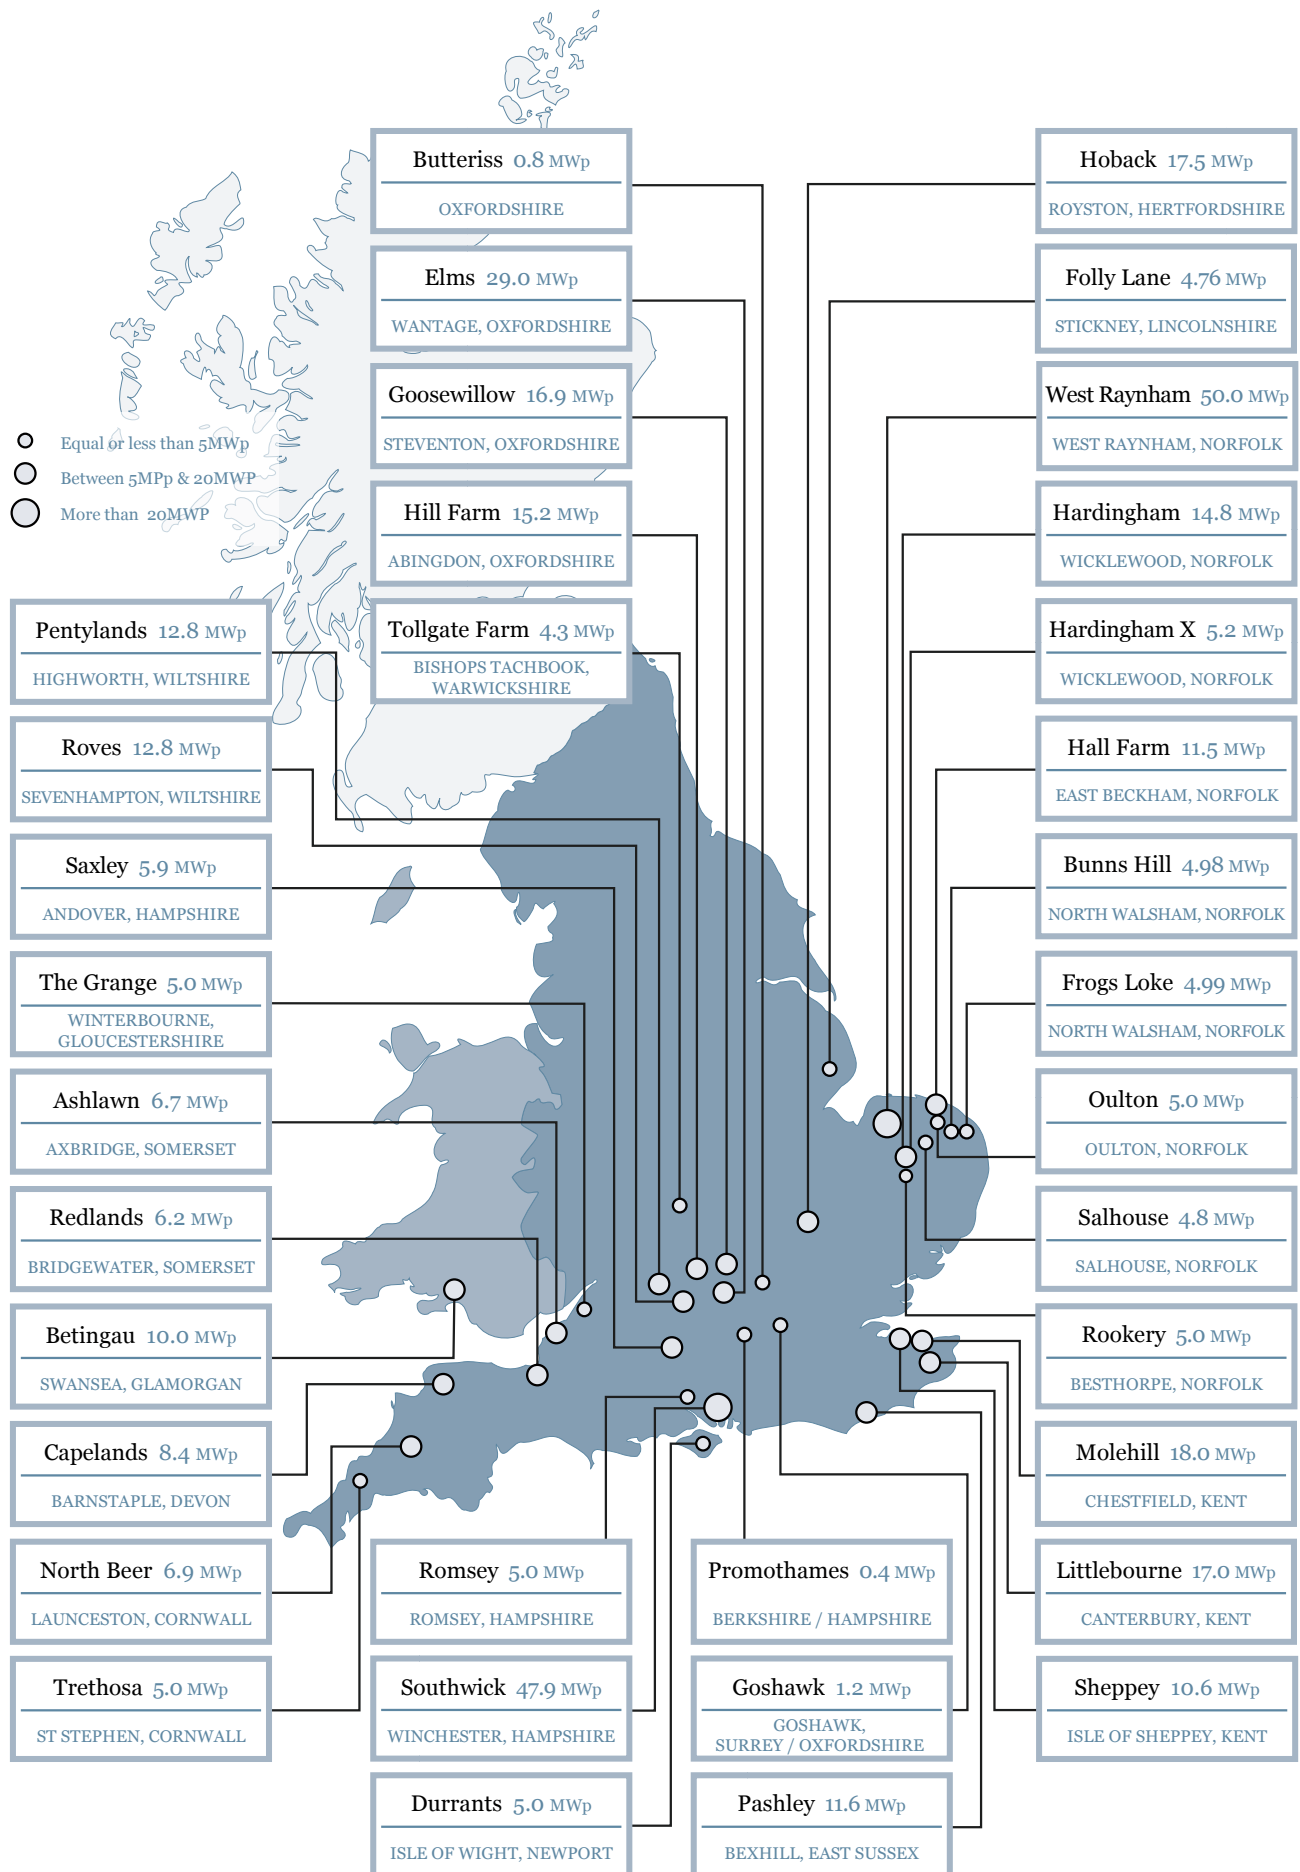 Butteriss 0.8 MWp
OXFORDSHIRE
Elms 29.0 MWp
WANTAGE, OXFORDSHIRE
Goosewillow 16.9 MWp
STEVENTON, OXFORDSHIRE
Hill Farm 15.2 MWp
ABINGDON, OXFORDSHIRE
Tollgate Farm 4.3 MWp
BISHOPS TACHBOOK,
WARWICKSHIRE
Equal or less than 5MWp
Between 5MPp & 20MWP
More than 20MWP
Pentylands 12.8 MWp
HIGHWORTH, WILTSHIRE
Roves 12.8 MWp
SEVENHAMPTON, WILTSHIRE
Saxley 5.9 MWp
ANDOVER, HAMPSHIRE
The Grange 5.0 MWp
WINTERBOURNE,
GLOUCESTERSHIRE
Ashlawn 6.7 MWp
AXBRIDGE, SOMERSET
Redlands 6.2 MWp
BRIDGEWATER, SOMERSET
Betingau 10.0 MWp
SWANSEA, GLAMORGAN
Capelands 8.4 MWp
BARNSTAPLE, DEVON
North Beer 6.9 MWp
LAUNCESTON, CORNWALL
Trethosa 5.0 MWp
ST STEPHEN, CORNWALL
Romsey 5.0 MWp
ROMSEY, HAMPSHIRE
Southwick 47.9 MWp
WINCHESTER, HAMPSHIRE
Durrants 5.0 MWp
ISLE OF WIGHT, NEWPORT
Promothames 0.4 MWp
BERKSHIRE / HAMPSHIRE
Goshawk 1.2 MWp
GOSHAWK,
SURREY / OXFORDSHIRE
Pashley 11.6 MWp
BEXHILL, EAST SUSSEX
Hoback 17.5 MWp
ROYSTON, HERTFORDSHIRE
Folly Lane 4.76 MWp
STICKNEY, LINCOLNSHIRE
West Raynham 50.0 MWp
WEST RAYNHAM, NORFOLK
Hardingham 14.8 MWp
WICKLEWOOD, NORFOLK
Hardingham X 5.2 MWp
WICKLEWOOD, NORFOLK
Hall Farm 11.5 MWp
EAST BECKHAM, NORFOLK
Bunns Hill 4.98 MWp
NORTH WALSHAM, NORFOLK
Frogs Loke 4.99 MWp
NORTH WALSHAM, NORFOLK
Oulton 5.0 MWp
OULTON, NORFOLK
Salhouse 4.8 MWp
SALHOUSE, NORFOLK
Rookery 5.0 MWp
BESTHORPE, NORFOLK
Molehill 18.0 MWp
CHESTFIELD, KENT
Littlebourne 17.0 MWp
CANTERBURY, KENT
Sheppey 10.6 MWp
ISLE OF SHEPPEY, KENT